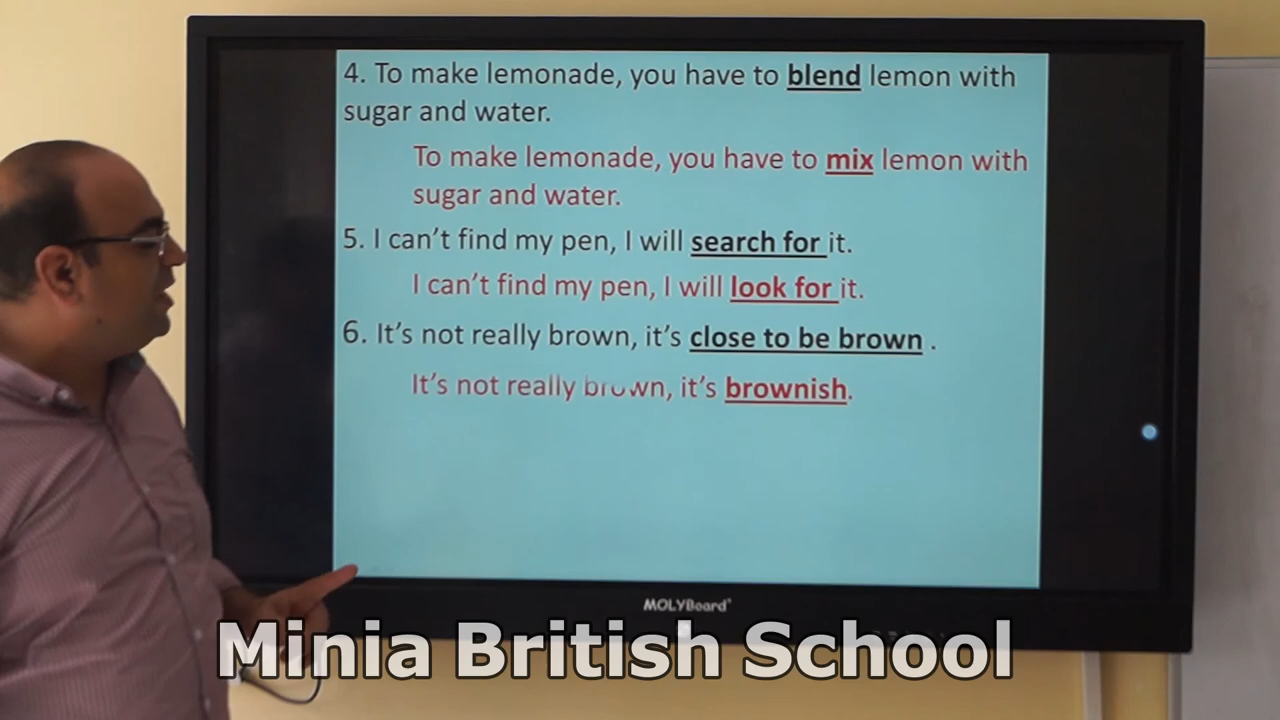 4. To make lemonade, you have to blend lemon with
sugar and water.
To make lemonade, you have to mix lemon with
sugar and water.
5. I can't find my pen, I will search for it.
I can't find my pen, I will look for it.
6. It's not really brown, it's close to be brown .
It's not really brown, it's brownish.
MOLYBoard
Minia British School